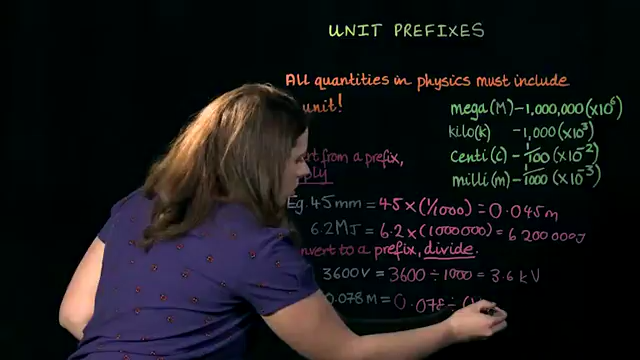 UNIT PREFIXES
All quantities in physics must include
unit!
mega (M) - 1,000,000 (x10⁶)
kilo (k) - 1,000 (x10³)
centi (c) - 1/100 (x10⁻²)
milli (m) - 1/1000 (x10⁻³)
from a prefix,
Eg. 45mm = 45 x (1/1000) = 0.045m
6.2MJ = 6.2 x (1000000) = 6 200 000J
to a prefix, divide.
3600V = 3600 ÷ 1000 = 3.6 kV
0.078m = 0.078 ÷ (